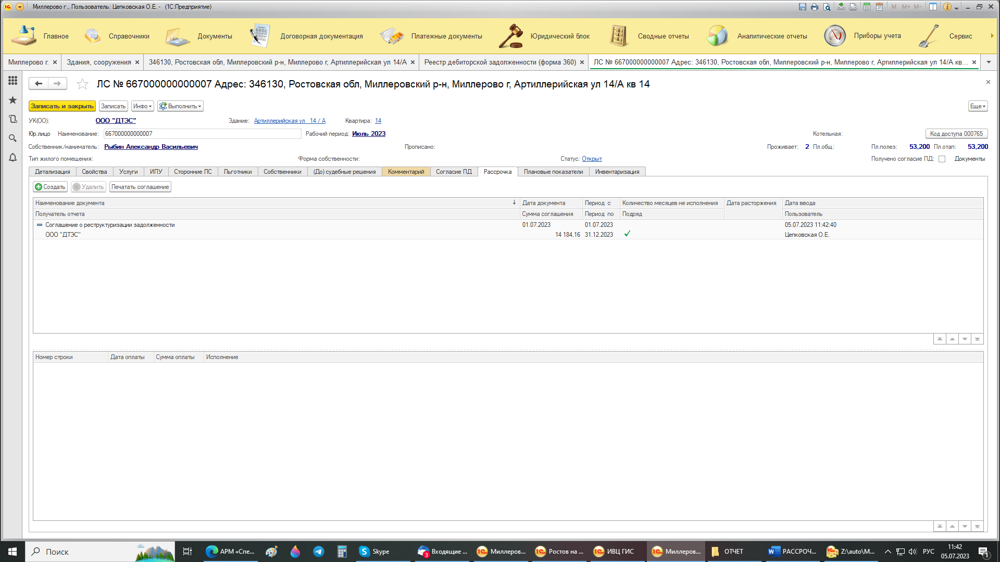 Миллерово г., Пользователь: Цепковская О.Е. - (1С:Предприятие)
M M+ M-
Главное Справочники Документы Договорная документация Платежные документы Юридический блок Сводные отчеты Аналитические отчеты Приборы учета Сервис
Миллерово г. × Здания, сооружения × 346130, Ростовская обл, Миллеровский р-н, Миллерово г, Артиллерийская ул 14/А × Реестр дебиторской задолженности (форма 360) × ЛС № 667000000000007 Адрес: 346130, Ростовская обл, Миллеровский р-н, Миллерово г, Артиллерийская ул 14/А кв... ×
ЛС № 667000000000007 Адрес: 346130, Ростовская обл, Миллеровский р-н, Миллерово г, Артиллерийская ул 14/А кв 14
Записать и закрыть Записать Инфо Выполнить Еще
УК(ОО): ООО "ДТЭС" Здание: Артиллерийская ул 14 / А Квартира: 14
Юр.лицо Наименование: 667000000000007 Рабочий период: Июль 2023 Котельная: Код доступа 000765
Собственник/наниматель: Рыбин Александр Васильевич Прописано: Проживает: 2 Пл.общ: Пл.полез: 53,200 Пл.отап: 53,200
Тип жилого помещения: Форма собственности: Статус: Открыт Получено согласие ПД: Документы
Детализация Свойства Услуги ИПУ Сторонние ЛС Льготники Собственники (До) судебные решения Комментарий Согласие ПД Рассрочка Плановые показатели Инвентаризация
Создать Удалить Печатать соглашение
Наименование документа Дата документа Период с Количество месяцев не исполнения Дата расторжения Дата ввода
Получатель отчета Сумма соглашения Период по Подряд Пользователь
Соглашение о реструктуризации задолженности 01.07.2023 01.07.2023 05.07.2023 11:42:40
ООО "ДТЭС" 14 184,16 31.12.2023 Цепковская О.Е.
Номер строки Дата оплаты Сумма оплаты Исполнение
Поиск АРМ «Спе... Skype Входящие ... Миллеров... Ростов на ... ИВЦ ГИС Миллеров... ОТЧЕТ РАССРОЧ... Z:\auto\M... РУС 11:42
05.07.2023